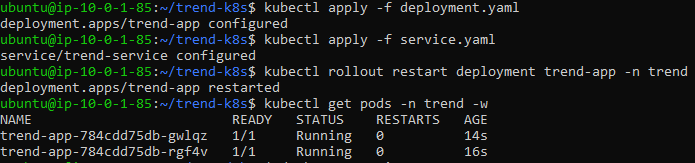 ubuntu@ip-10-0-1-85:~/trend-k8s$ kubectl apply -f deployment.yaml
deployment.apps/trend-app configured
ubuntu@ip-10-0-1-85:~/trend-k8s$ kubectl apply -f service.yaml
service/trend-service configured
ubuntu@ip-10-0-1-85:~/trend-k8s$ kubectl rollout restart deployment trend-app -n trend
deployment.apps/trend-app restarted
ubuntu@ip-10-0-1-85:~/trend-k8s$ kubectl get pods -n trend -w
NAME READY STATUS RESTARTS AGE
trend-app-784cdd75db-gwlqz 1/1 Running 0 14s
trend-app-784cdd75db-rgf4v 1/1 Running 0 16s